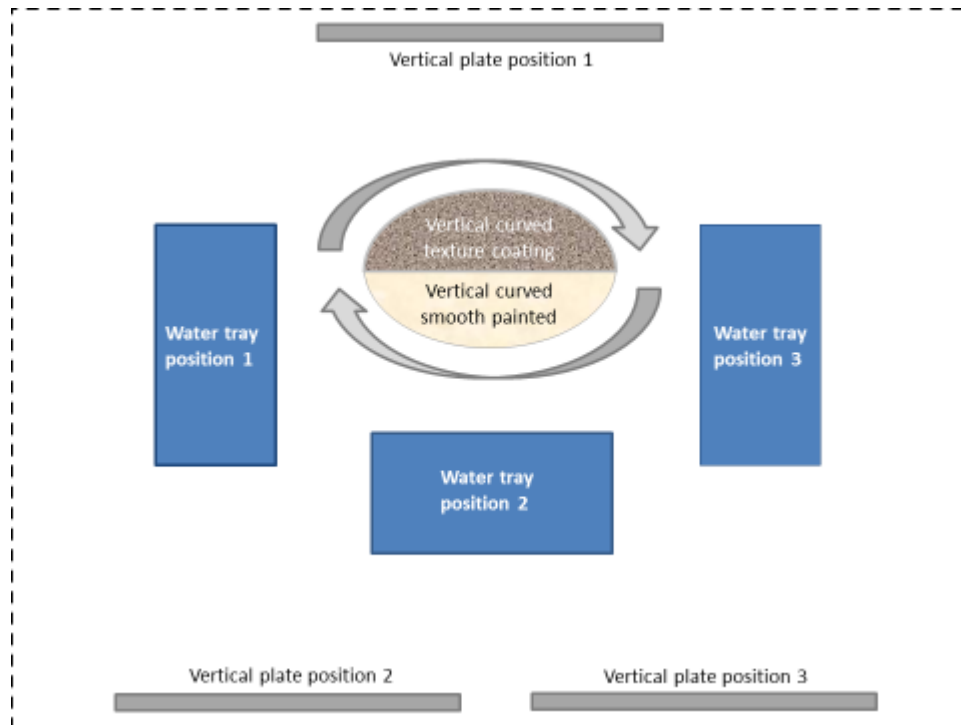 Vertical plate position 1
Vertical curved
texture coating
Vertical curved
smooth painted
Water tray
position 1
Water tray
position 3
Water tray
position 2
Vertical plate position 2
Vertical plate position 3